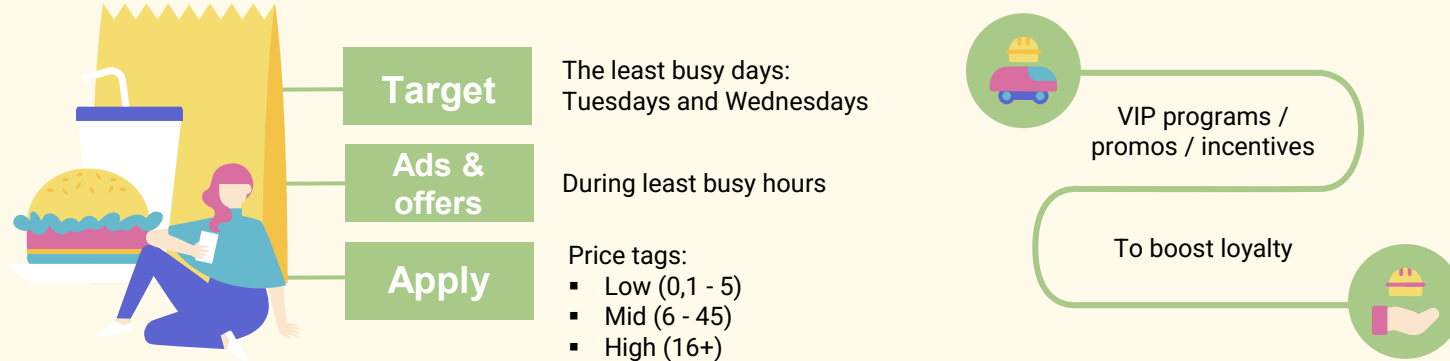 Target
The least busy days:
Tuesdays and Wednesdays
Ads &
offers
During least busy hours
Apply
Price tags:
▪ Low (0,1 - 5)
▪ Mid (6 - 45)
▪ High (16+)
VIP programs /
promos / incentives
To boost loyalty